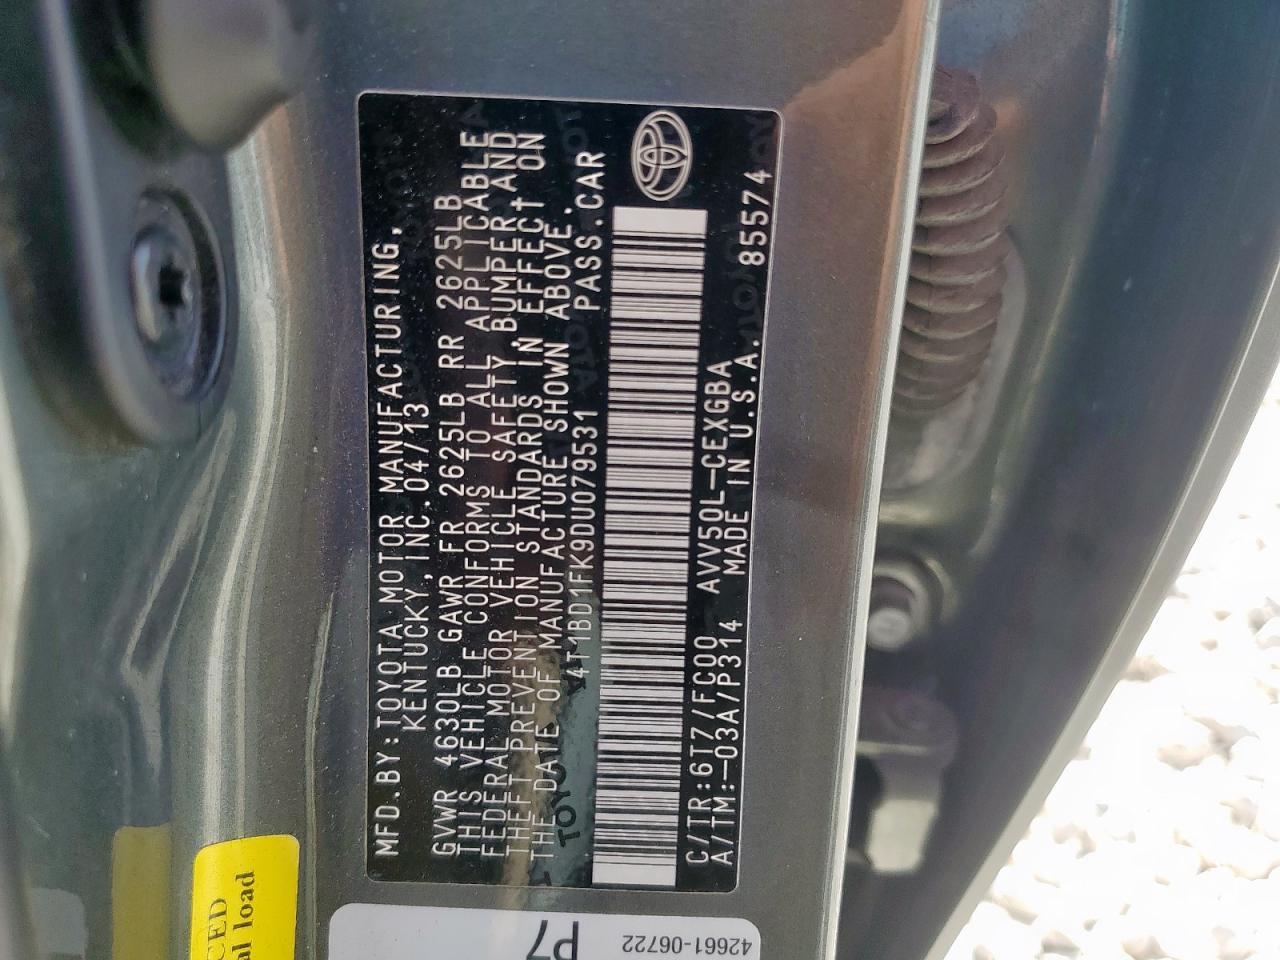 MFD.BY:TOYOTA MOTOR MANUFACTURING,
KENTUCKY,INC.04/13
GVWR 4630LB GAWR FR 2625LB RR 2625LB
THIS VEHICLE CONFORMS TO ALL APPLICABLE
FEDERAL MOTOR VEHICLE SAFETY,BUMPER,AND
THEFT PREVENTION STANDARDS IN EFFECT ON
THE DATE OF MANUFACTURE SHOWN ABOVE.
4T1BD1FK9DU079531 PASS.CAR
C/TR:6T7/FC00 AVV50L-CEXGBA
A/TM:-03A/P314 MADE IN U.S.A. 85574
load
P7
42661-06722